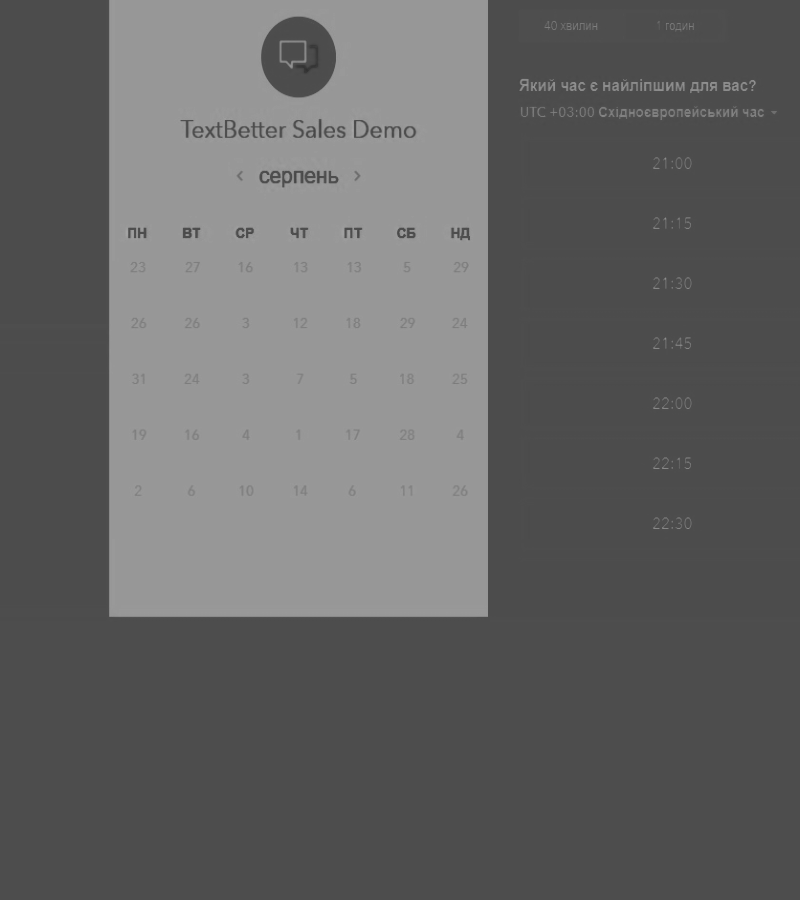 TextBetter Sales Demo
‹ серпень ›
ПН ВТ СР ЧТ ПТ СБ НД
23 27 16 13 13 5 29
26 26 3 12 18 29 24
31 24 3 7 5 18 25
19 16 4 1 17 28 4
2 6 10 14 6 11 26
40 хвилин 1 годин
Який час є найліпшим для вас?
UTC +03:00 Східноєвропейський час
21:00
21:15
21:30
21:45
22:00
22:15
22:30